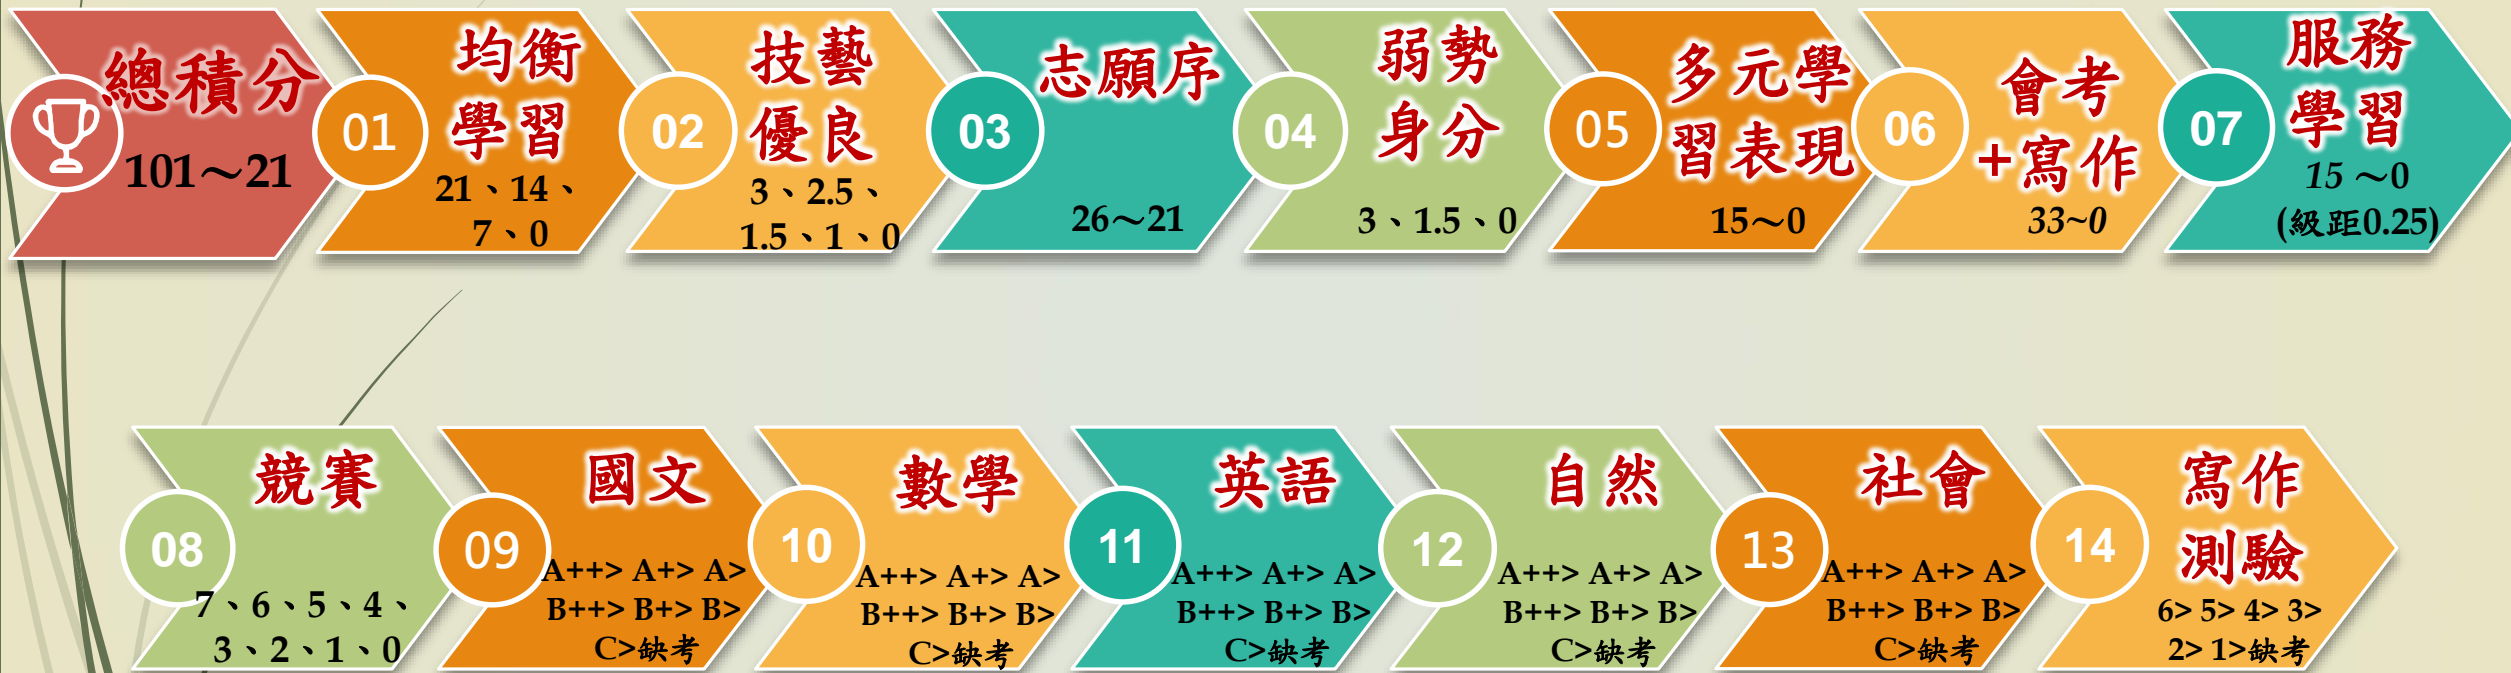 總積分
101～21
01
均衡
學習
21、14、
7、0
02
技藝
優良
3、2.5、
1.5、1、0
03
志願序
26～21
04
弱勢
身分
3、1.5、0
05
多元學
習表現
15～0
06
會考
+寫作
33~0
07
服務
學習
15 ～0
(級距0.25)
08
競賽
7、6、5、4、
3、2、1、0
09
國文
A++> A+> A>
B++> B+> B>
C>缺考
10
數學
A++> A+> A>
B++> B+> B>
C>缺考
11
英語
A++> A+> A>
B++> B+> B>
C>缺考
12
自然
A++> A+> A>
B++> B+> B>
C>缺考
13
社會
A++> A+> A>
B++> B+> B>
C>缺考
14
寫作
測驗
6> 5> 4> 3>
2> 1>缺考